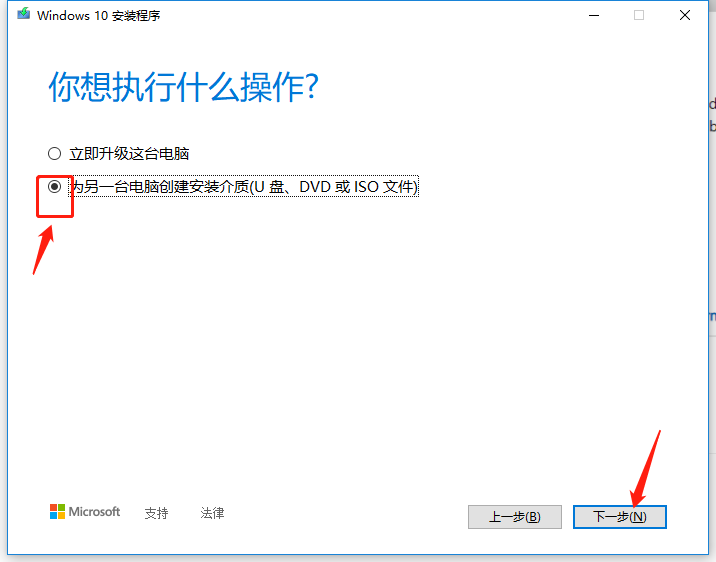 Windows 10 安装程序
你想执行什么操作?
立即升级这台电脑
为另一台电脑创建安装介质(U 盘、DVD 或 ISO 文件)
Microsoft 支持 法律 上一步(B) 下一步(N)